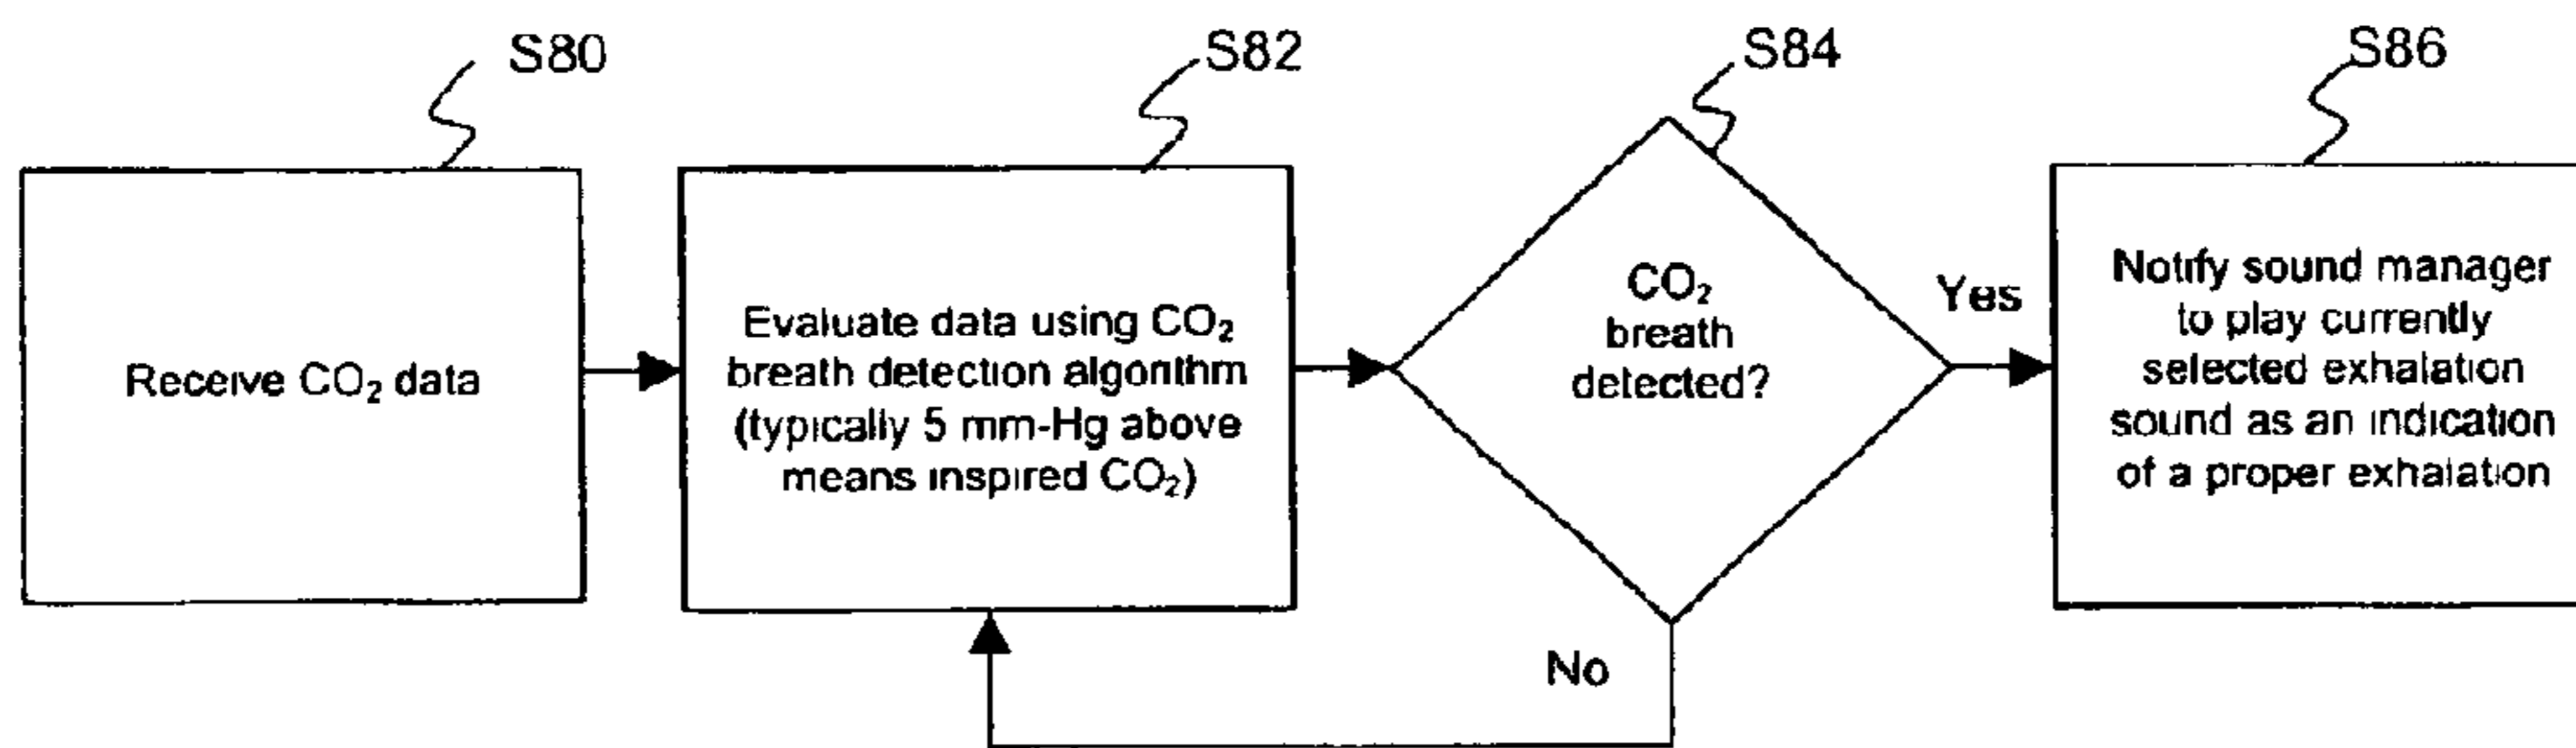 S80
S82
S84
S86
Receive CO₂ data
Evaluate data using CO₂
breath detection algorithm
(typically 5 mm-Hg above
means inspired CO₂)
CO₂
breath
detected?
Yes
No
Notify sound manager
to play currently
selected exhalation
sound as an indication
of a proper exhalation